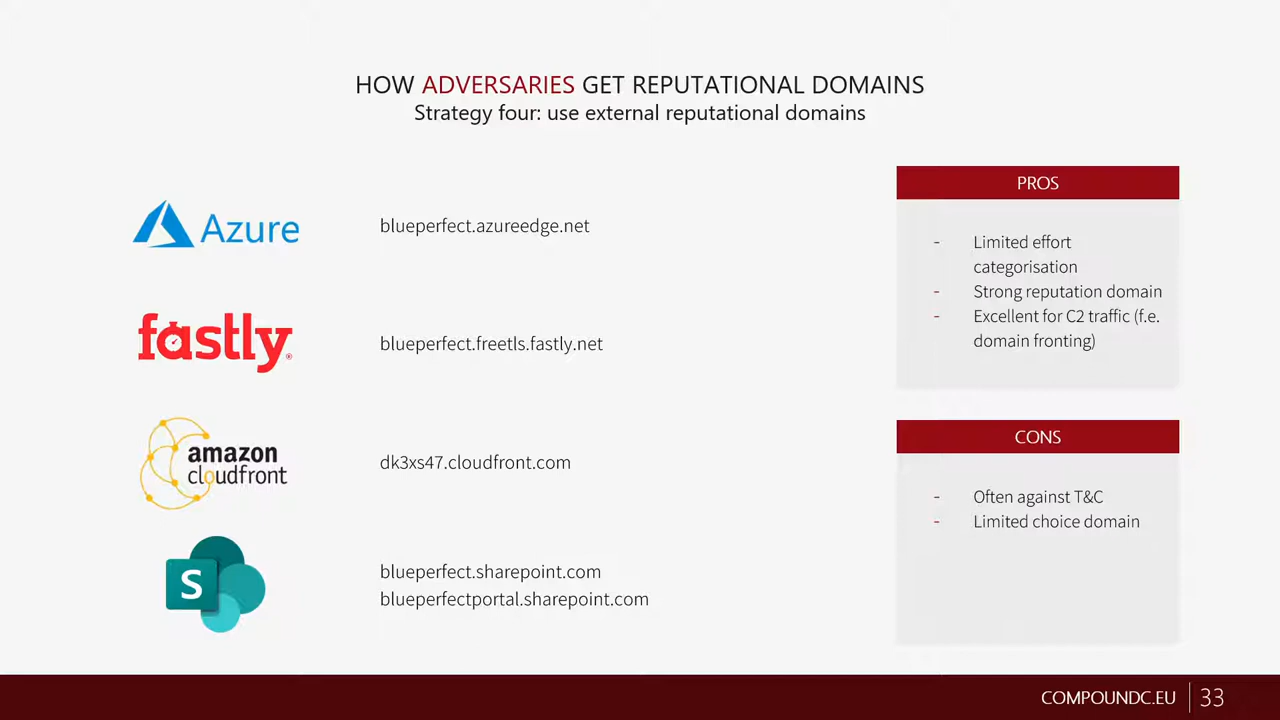 HOW ADVERSARIES GET REPUTATIONAL DOMAINS
Strategy four: use external reputational domains
Azure
blueperfect.azureedge.net
fastly®
blueperfect.freetls.fastly.net
amazon
cloudfront
dk3xs47.cloudfront.com
S
blueperfect.sharepoint.com
blueperfectportal.sharepoint.com
PROS
- Limited effort
categorisation
- Strong reputation domain
- Excellent for C2 traffic (f.e.
domain fronting)
CONS
- Often against T&C
- Limited choice domain
COMPOUNDC.EU 33